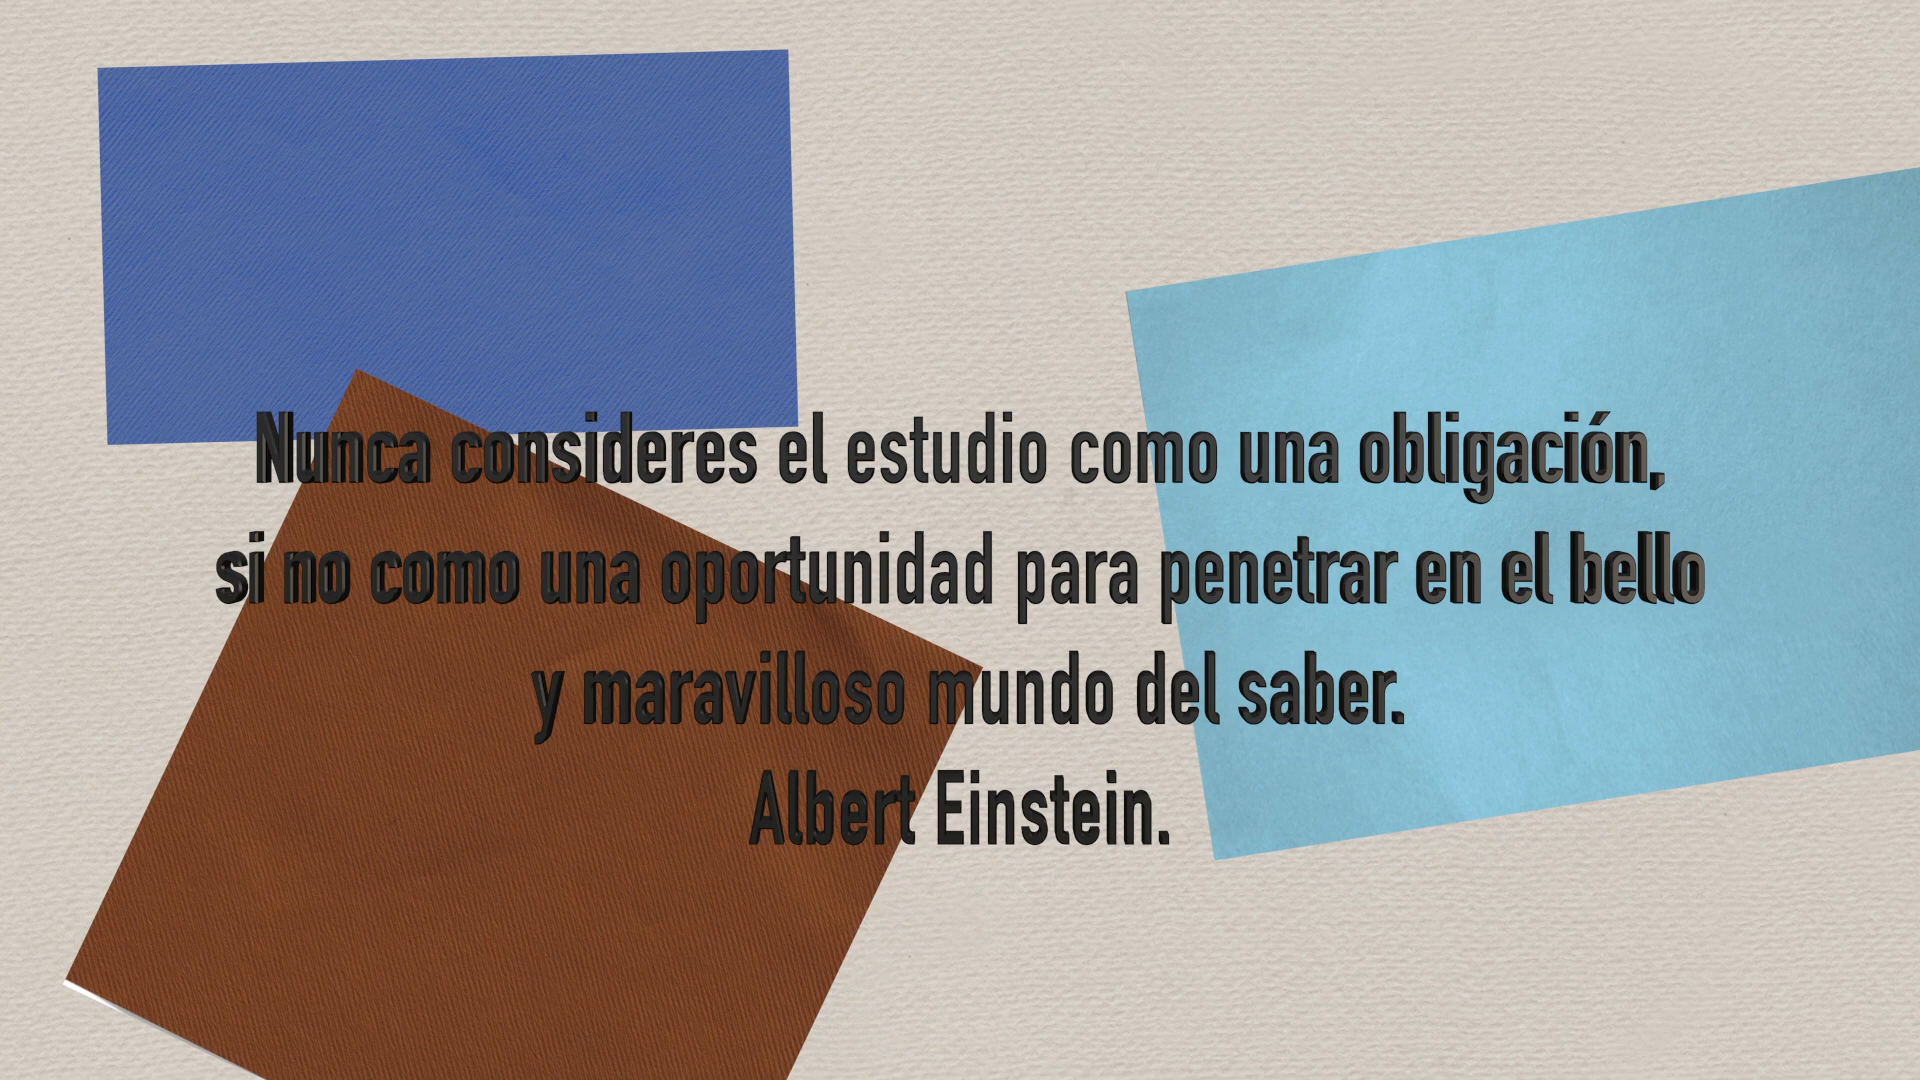 Nunca consideres el estudio como una obligación,
si no como una oportunidad para penetrar en el bello
y maravilloso mundo del saber.
Albert Einstein.